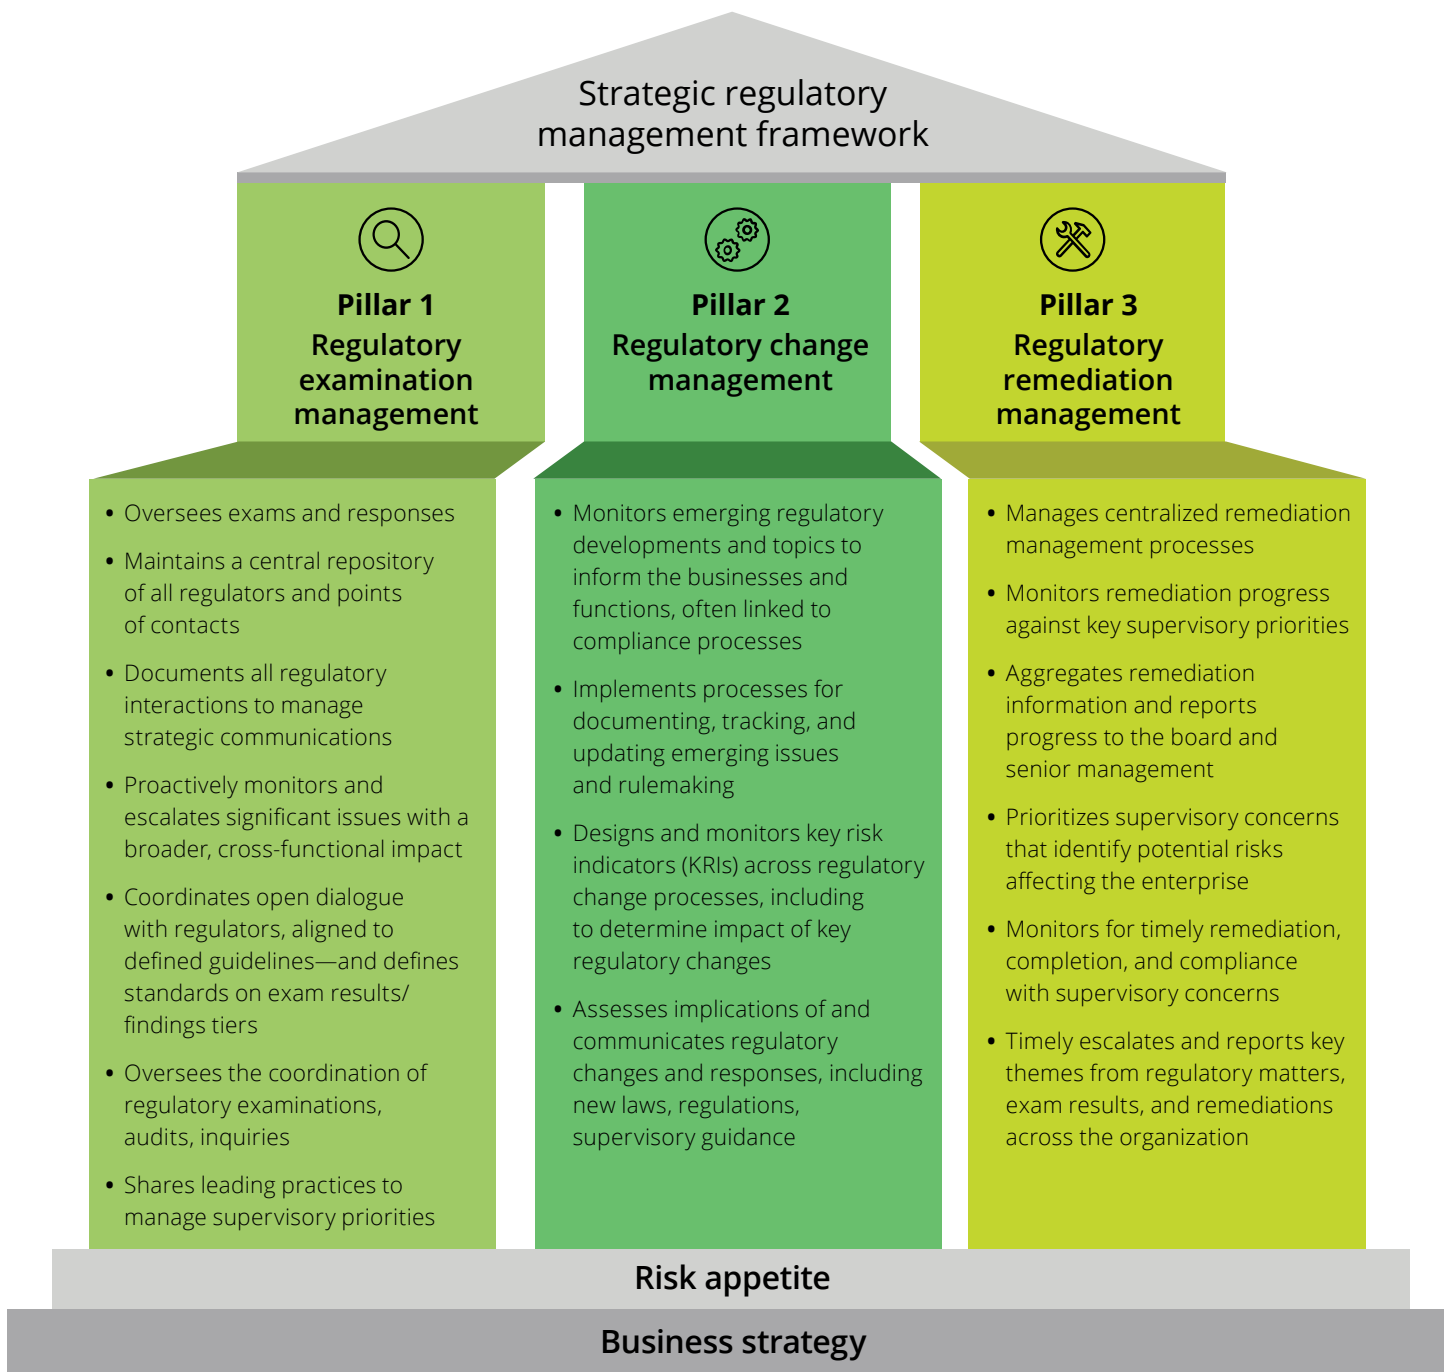 Strategic regulatory
management framework
Pillar 1
Regulatory
examination
management
• Oversees exams and responses
• Maintains a central repository
of all regulators and points
of contacts
• Documents all regulatory
interactions to manage
strategic communications
• Proactively monitors and
escalates significant issues with a
broader, cross-functional impact
• Coordinates open dialogue
with regulators, aligned to
defined guidelines—and defines
standards on exam results/
findings tiers
• Oversees the coordination of
regulatory examinations,
audits, inquiries
• Shares leading practices to
manage supervisory priorities
Pillar 2
Regulatory change
management
• Monitors emerging regulatory
developments and topics to
inform the businesses and
functions, often linked to
compliance processes
• Implements processes for
documenting, tracking, and
updating emerging issues
and rulemaking
• Designs and monitors key risk
indicators (KRIs) across regulatory
change processes, including
to determine impact of key
regulatory changes
• Assesses implications of and
communicates regulatory
changes and responses, including
new laws, regulations,
supervisory guidance
Pillar 3
Regulatory
remediation
management
• Manages centralized remediation
management processes
• Monitors remediation progress
against key supervisory priorities
• Aggregates remediation
information and reports
progress to the board and
senior management
• Prioritizes supervisory concerns
that identify potential risks
affecting the enterprise
• Monitors for timely remediation,
completion, and compliance
with supervisory concerns
• Timely escalates and reports key
themes from regulatory matters,
exam results, and remediations
across the organization
Risk appetite
Business strategy